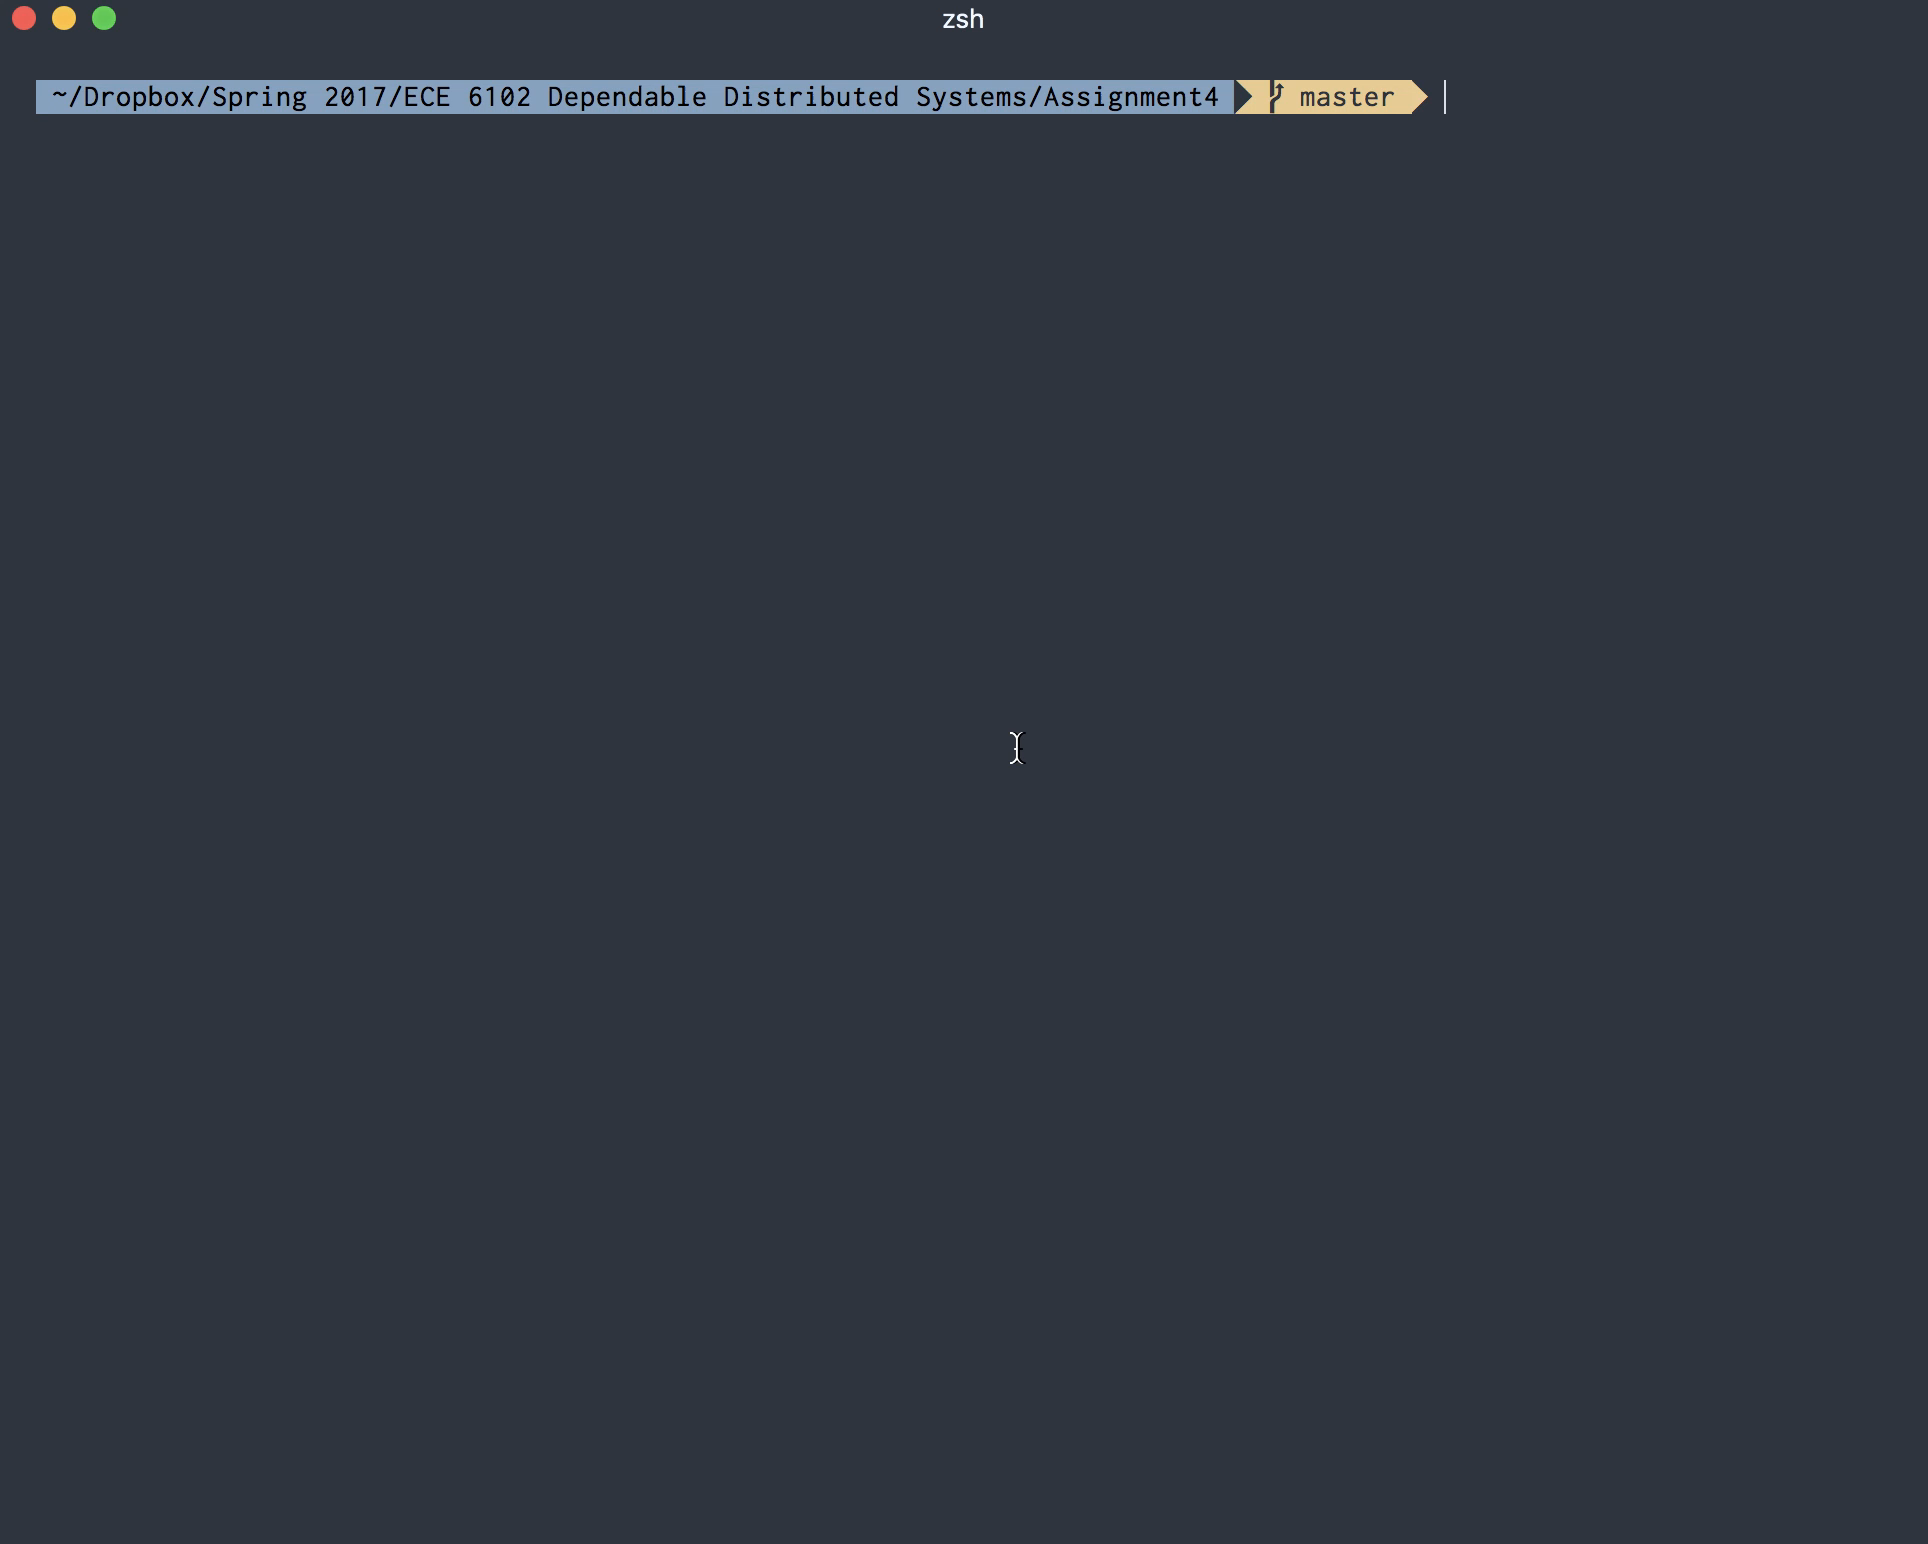 zsh
~/Dropbox/Spring 2017/ECE 6102 Dependable Distributed Systems/Assignment4 master